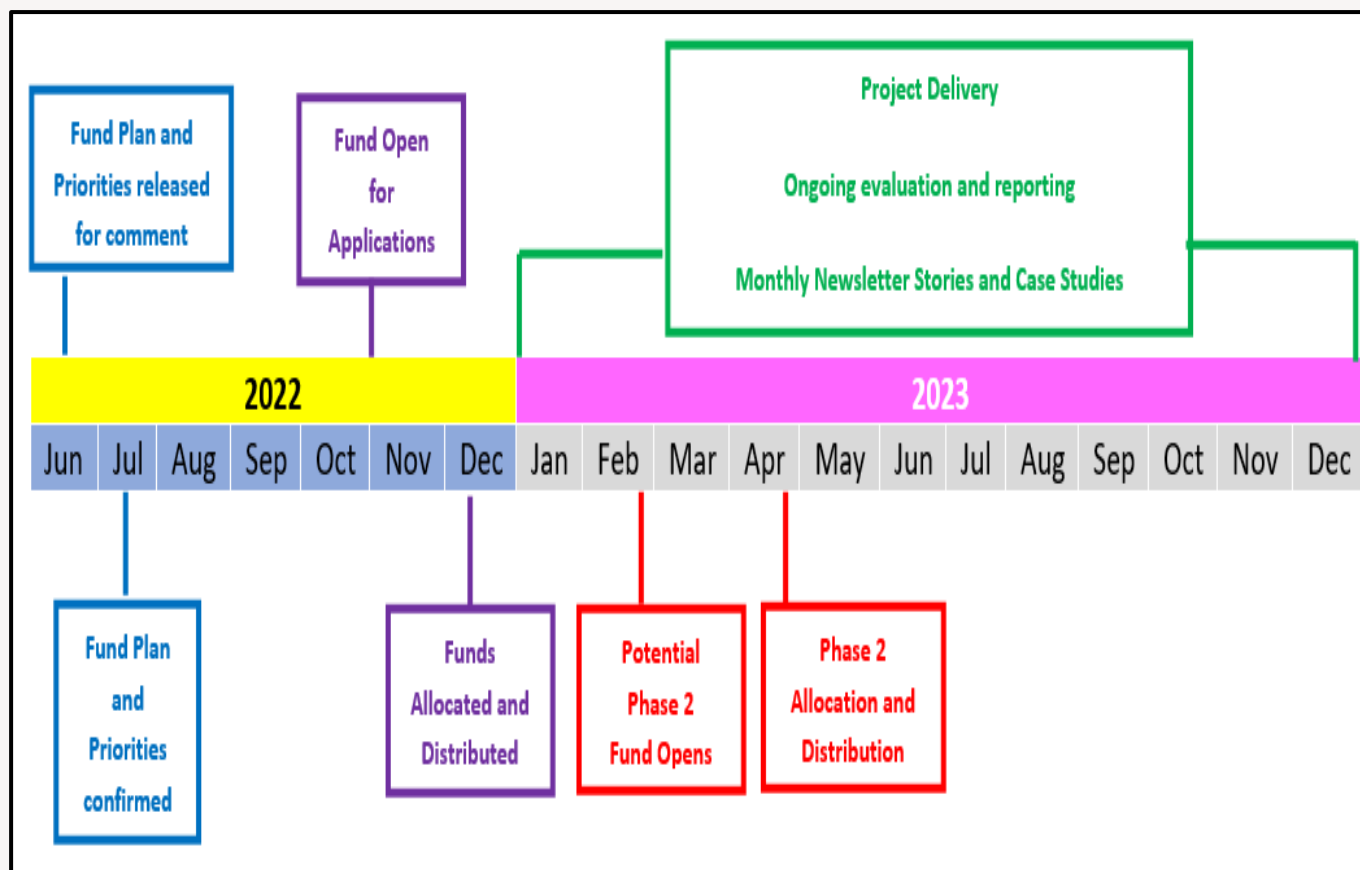 Project Delivery
Ongoing evaluation and reporting
Monthly Newsletter Stories and Case Studies
Fund Plan and
Priorities released
for comment
Fund Open
for
Applications
2022
2023
Jun Jul Aug Sep Oct Nov Dec Jan Feb Mar Apr May Jun Jul Aug Sep Oct Nov Dec
Fund Plan
and
Priorities
confirmed
Funds
Allocated and
Distributed
Potential
Phase 2
Fund Opens
Phase 2
Allocation and
Distribution